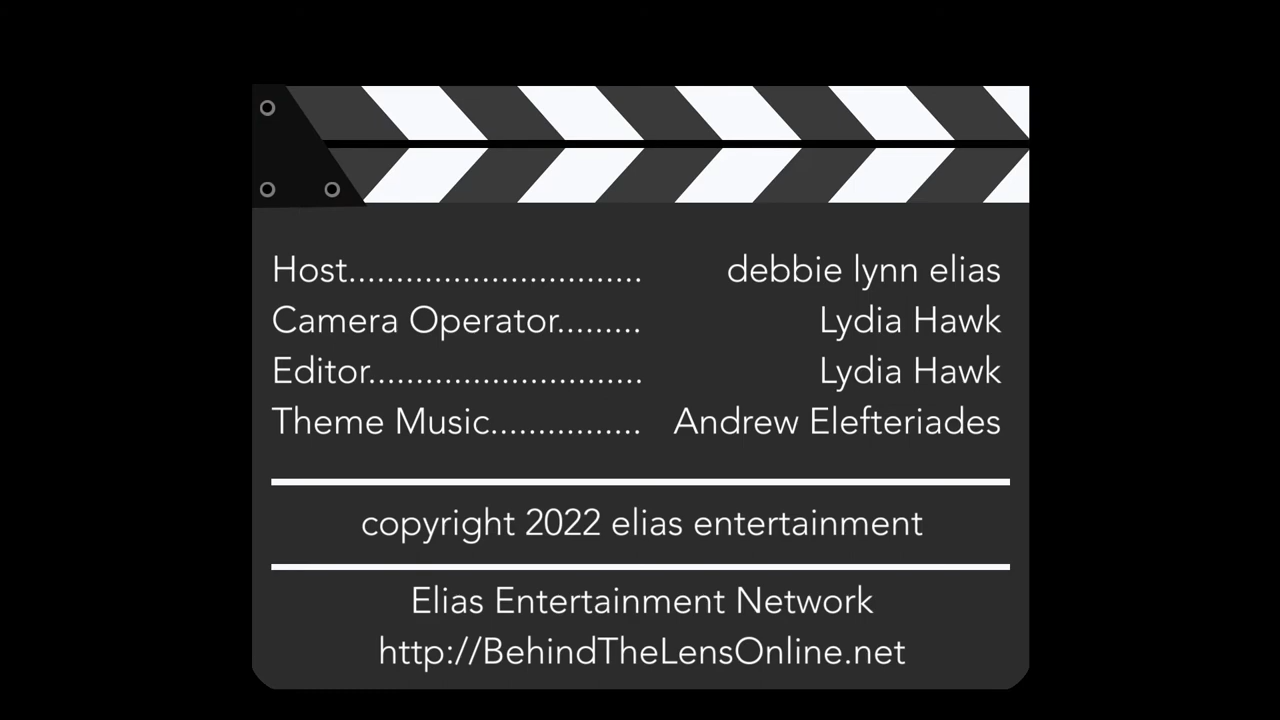 Host............................... debbie lynn elias
Camera Operator......... Lydia Hawk
Editor............................. Lydia Hawk
Theme Music................ Andrew Elefteriades
copyright 2022 elias entertainment
Elias Entertainment Network
http://BehindTheLensOnline.net